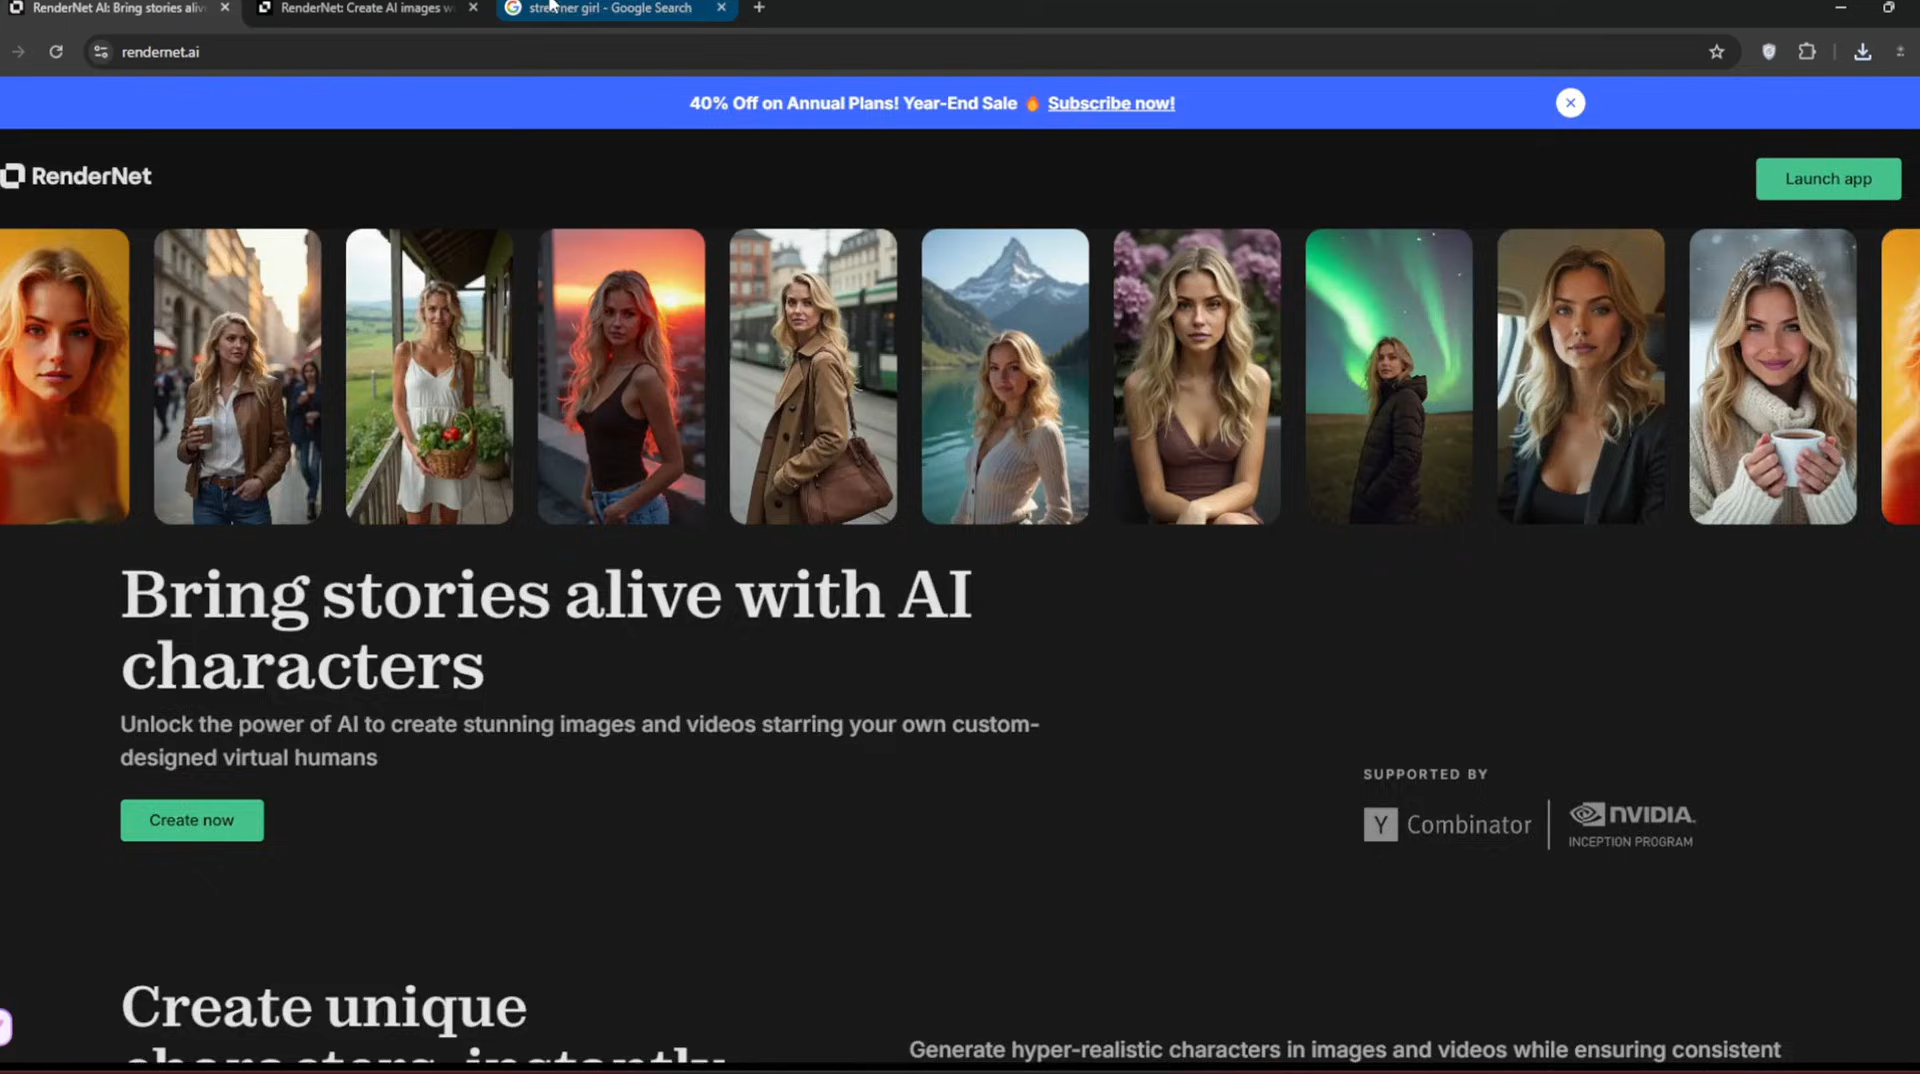 RenderNet AI: Bring stories aliv
RenderNet: Create AI images w
streamer girl - Google Search
rendernet.ai
40% Off on Annual Plans! Year-End Sale 🔥 Subscribe now!
RenderNet
Launch app
Bring stories alive with AI
characters
Unlock the power of AI to create stunning images and videos starring your own custom-
designed virtual humans
Create now
SUPPORTED BY
Y Combinator
NVIDIA.
INCEPTION PROGRAM
Create unique
characters, instantly
Generate hyper-realistic characters in images and videos while ensuring consistent